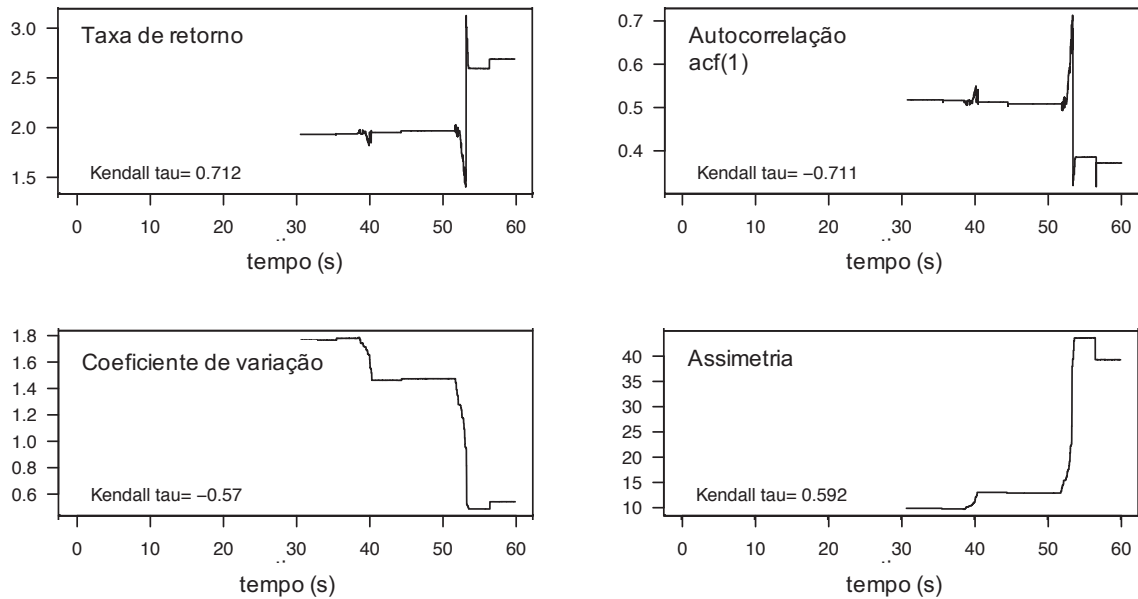 Taxa de retorno
3.0
2.5
2.0
1.5
Kendall tau= 0.712
0 10 20 30 40 50 60
tempo (s)
Autocorrelação
acf(1)
0.7
0.6
0.5
0.4
Kendall tau= −0.711
0 10 20 30 40 50 60
tempo (s)
Coeficiente de variação
1.8
1.6
1.4
1.2
1.0
0.8
0.6
Kendall tau= −0.57
0 10 20 30 40 50 60
tempo (s)
Assimetria
40
35
30
25
20
15
10
Kendall tau= 0.592
0 10 20 30 40 50 60
tempo (s)